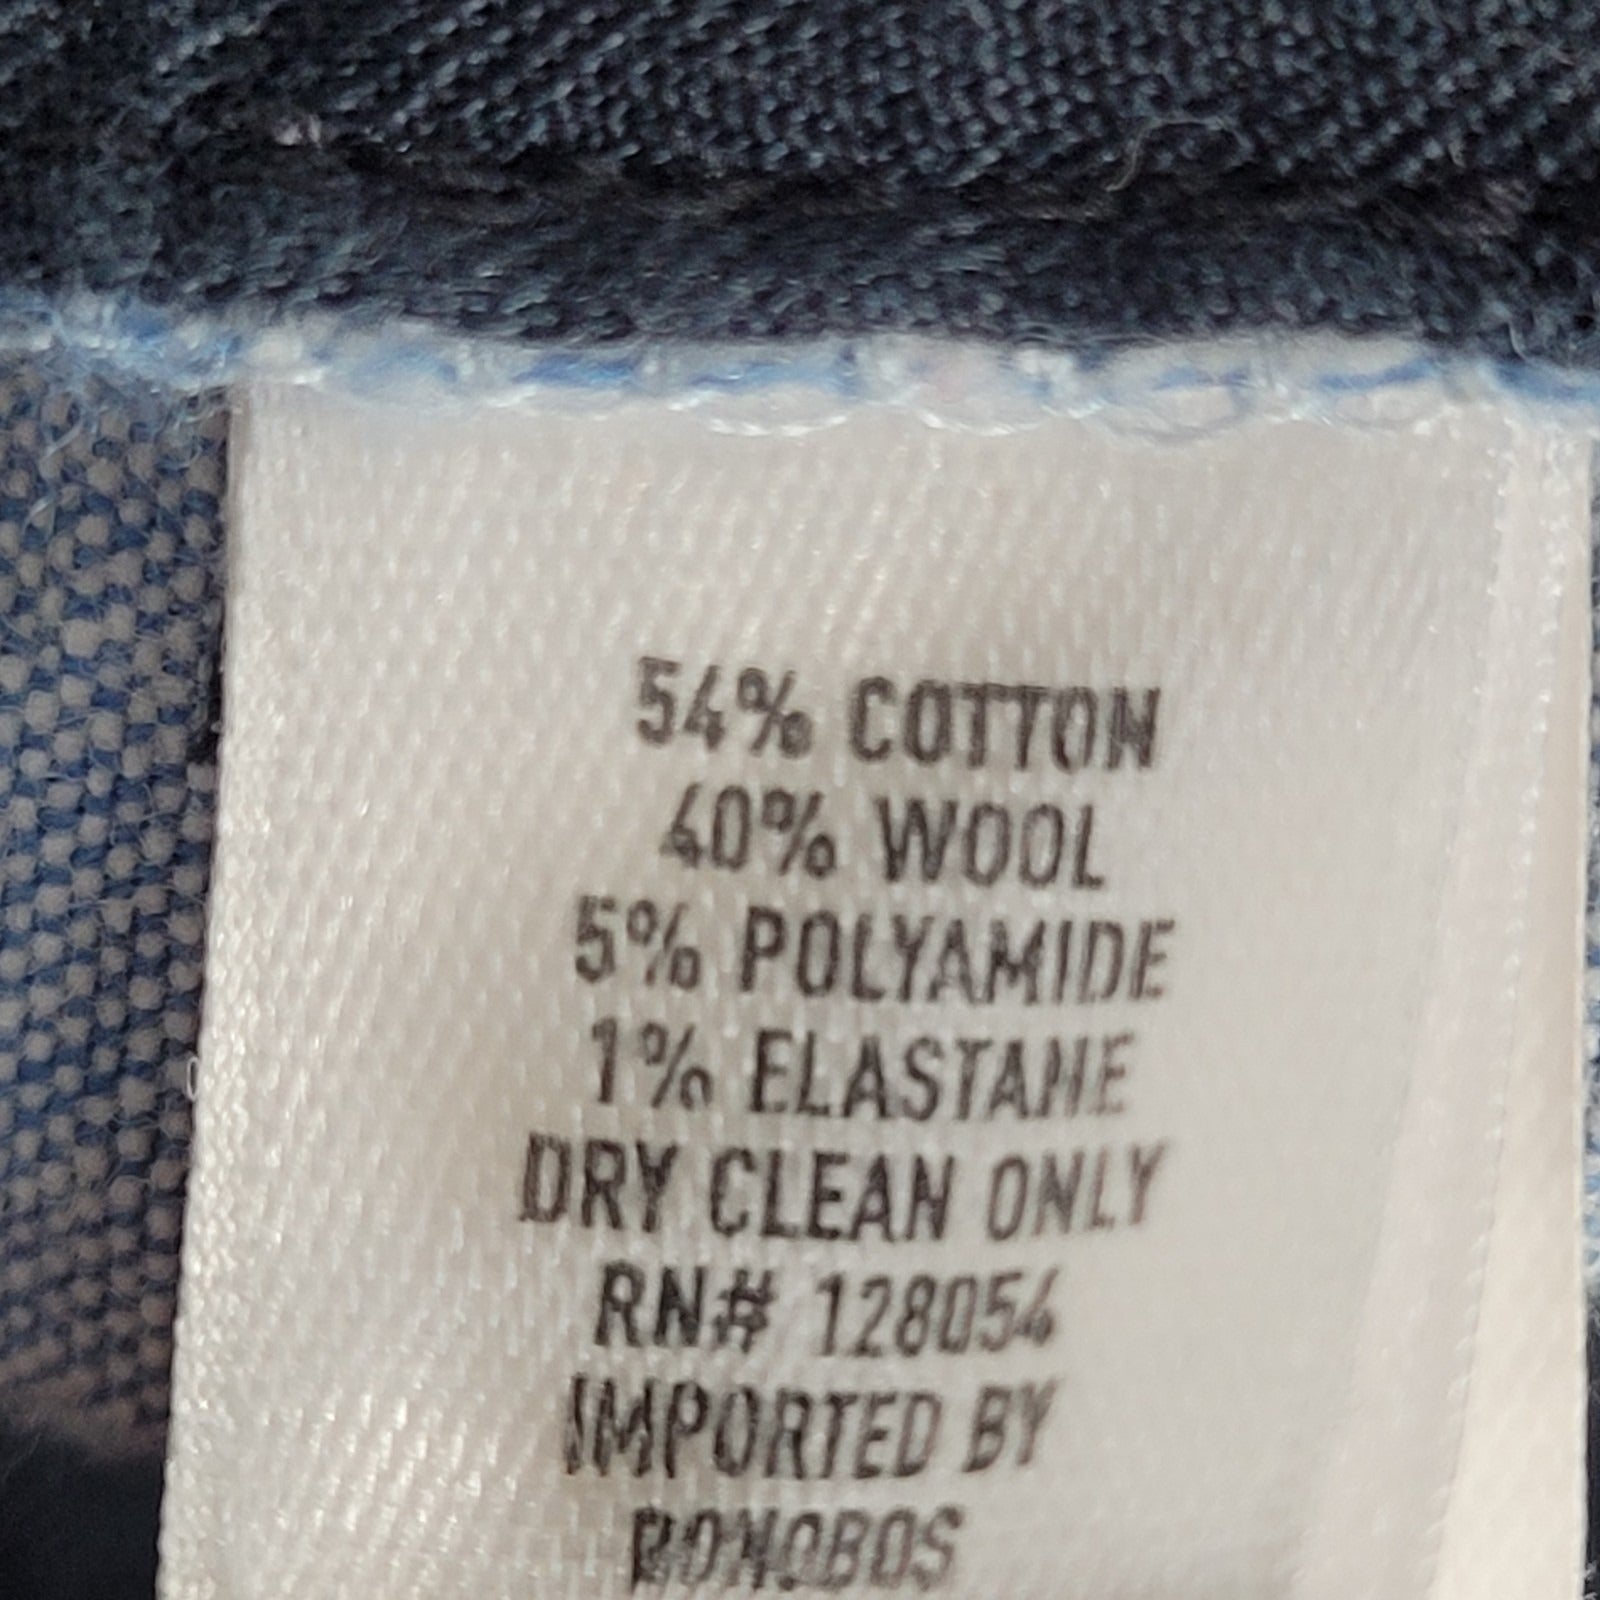 54% COTTON
40% WOOL
5% POLYAMIDE
1% ELASTANE
DRY CLEAN ONLY
RN# 128054
IMPORTED BY
BONOBOS